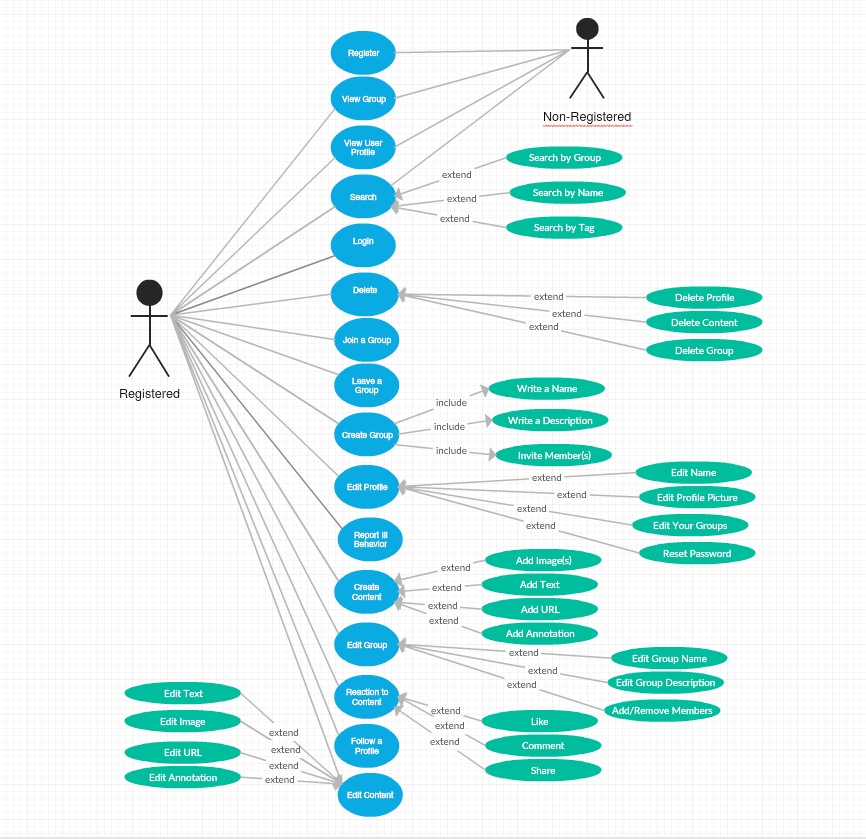 Register
Non-Registered
View Group
View User
Profile
Search by Group
extend
Search
Search by Name
extend
extend
Search by Tag
Login
Delete
extend
Delete Profile
extend
Delete Content
extend
Join a Group
Delete Group
Registered
Leave a
Group
Write a Name
include
Create Group
include
Write a Description
include
Invite Member(s)
Edit Profile
extend
Edit Name
extend
Edit Profile Picture
extend
extend
Edit Your Groups
Reset Password
Report Ill
Behavior
Add Image(s)
extend
Create
Content
extend
Add Text
extend
Add URL
extend
Add Annotation
Edit Group
extend
Edit Group Name
extend
Edit Group Description
extend
Add/Remove Members
Reaction to
Content
extend
Like
extend
Comment
extend
Share
Follow a
Profile
Edit Text
extend
Edit Image
extend
Edit URL
extend
Edit Annotation
extend
Edit Content